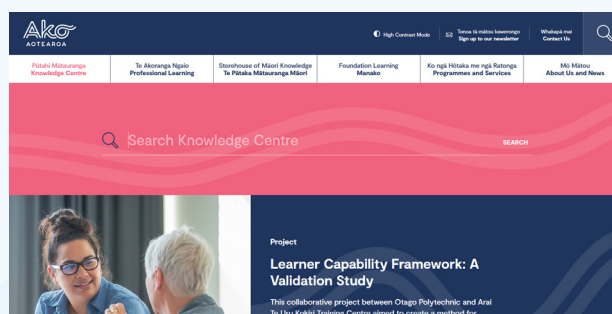 Ako
AOTEAROA
High Contrast Mode
Tonoa tā mātou kawerongo
Sign up to our newsletter
Whakapā mai
Contact Us
Pūtahi Mātauranga
Knowledge Centre
Te Akoranga Ngaio
Professional Learning
Storehouse of Māori Knowledge
Te Pātaka Mātauranga Māori
Foundation Learning
Manako
Ko ngā Hōtaka me ngā Ratonga
Programmes and Services
Mō Mātou
About Us and News
Search Knowledge Centre
SEARCH
Project
Learner Capability Framework: A
Validation Study
This collaborative project between Otago Polytechnic and Arai
Te Uru Kokiri Training Centre aimed to create a method for